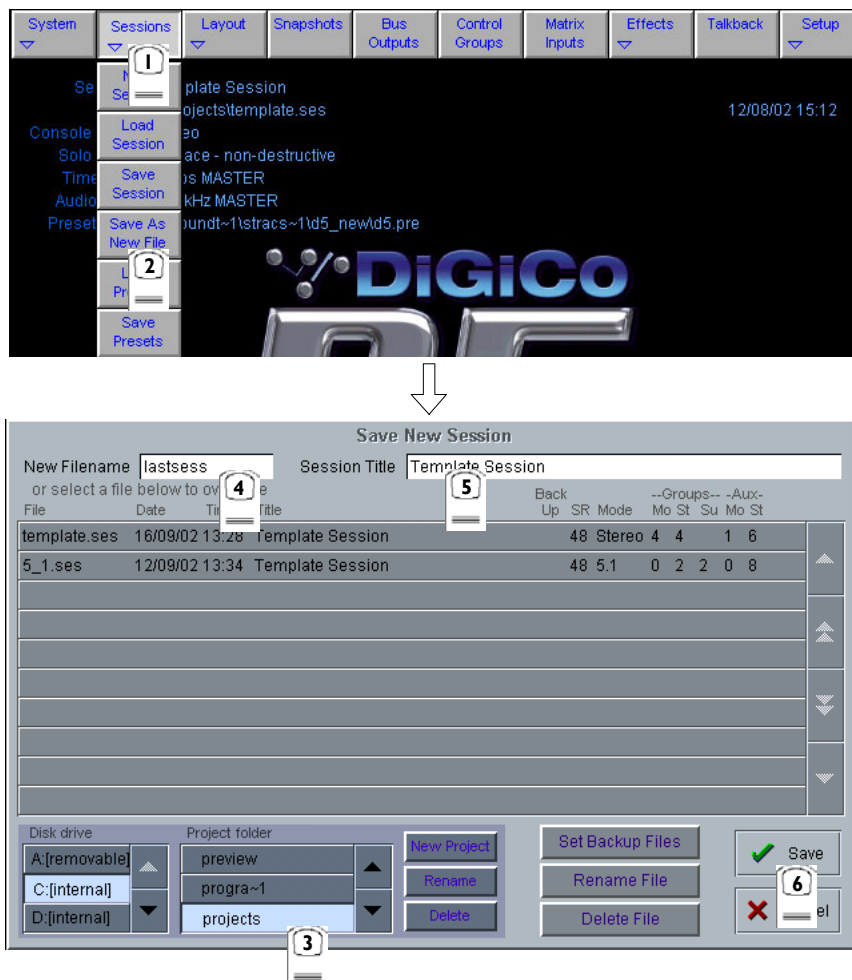 System Sessions Layout Snapshots Bus Outputs Control Groups Matrix Inputs Effects Talkback Setup
1
plate Session
ojects\template.ses 12/08/02 15:12
Load Session
Console
Solo ace - non-destructive
Save Session
Time MASTER
Audio kHz MASTER
Preset oundt~1\stracs~1\d5_new\d5.pre
Save As New File
2
Save Presets
DiGiCo
D5
Save New Session
New Filename lastsess Session Title Template Session
or select a file below to
4
5
File Date Title Back Up SR Mode --Groups-- Mo St Su -Aux- Mo St
template.ses 16/09/02 13:28 Template Session 48 Stereo 4 4 1 6
5_1.ses 12/09/02 13:34 Template Session 48 5.1 0 2 2 0 8
Disk drive Project folder
A:[removable] preview New Project Set Backup Files Save
C:[internal] progra~1 Rename Rename File
6
D:[internal] projects Delete Delete File
3